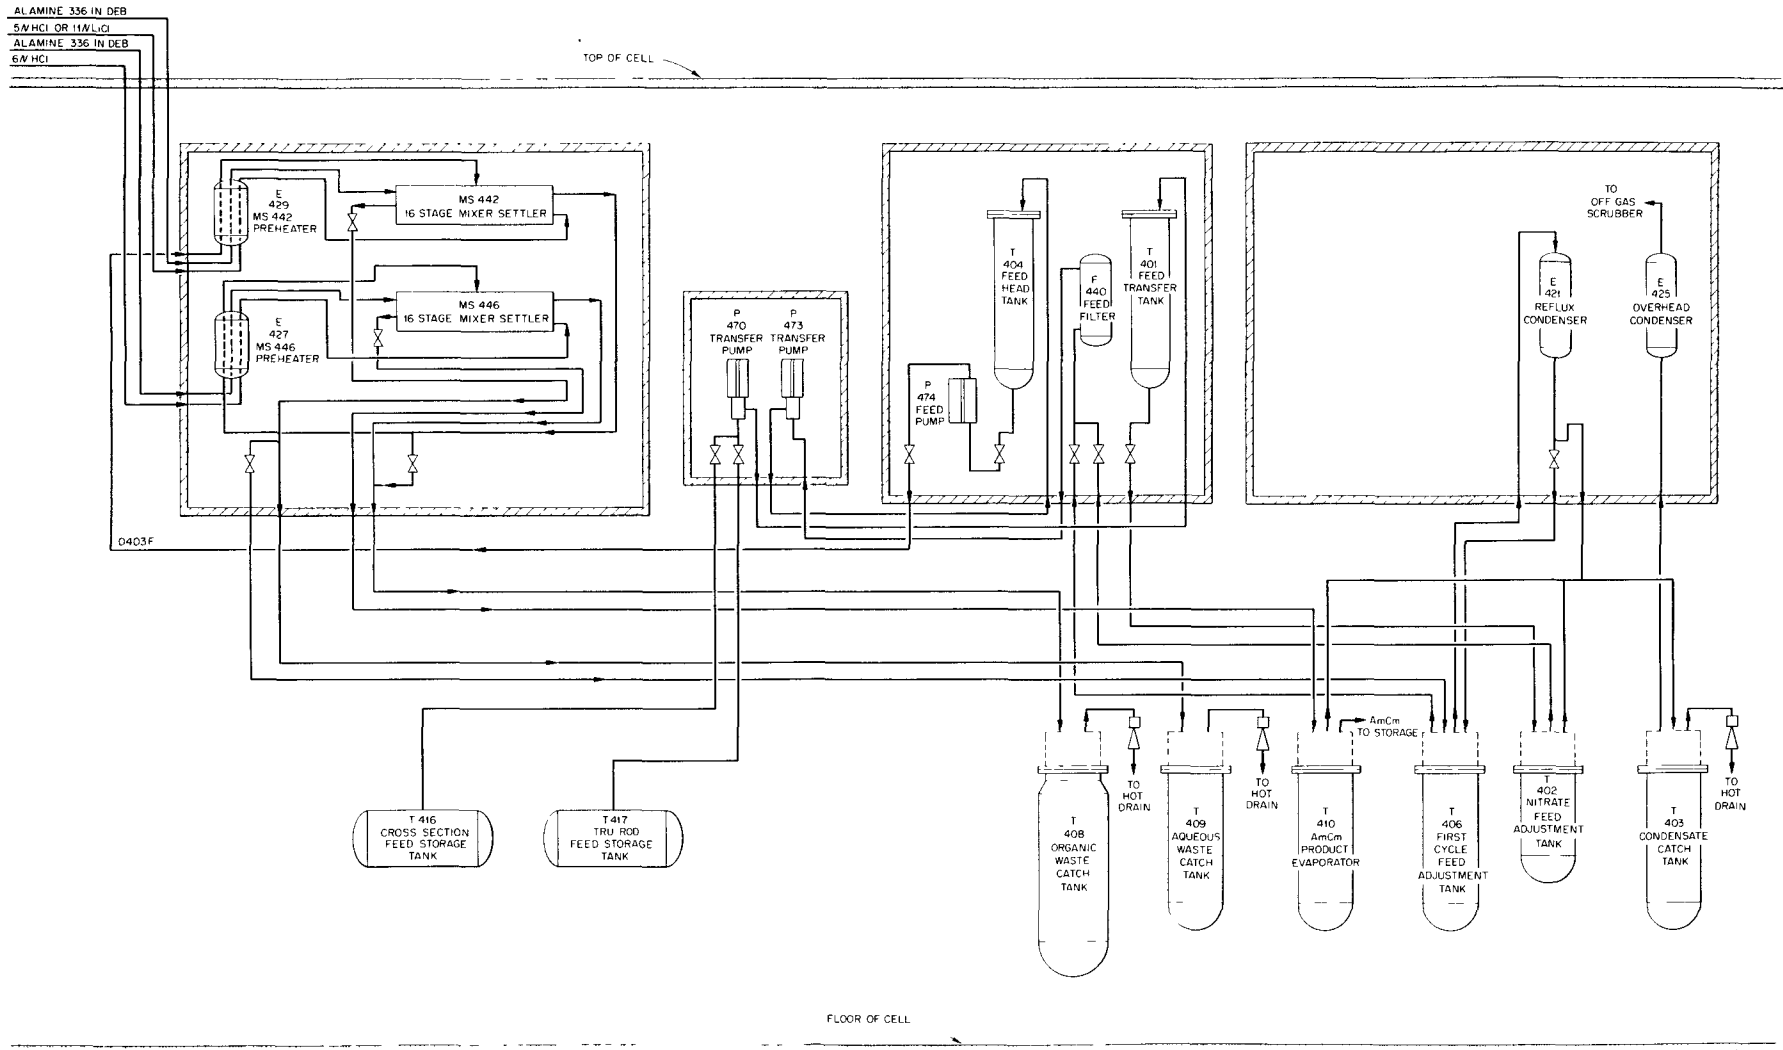 ALAMINE 336 IN DEB
5N HCl OR 11N LiCl
ALAMINE 336 IN DEB
6N HCl
TOP OF CELL
E
429
MS 442
PREHEATER
MS 442
16 STAGE MIXER SETTLER
E
427
MS 446
PREHEATER
MS 446
16 STAGE MIXER SETTLER
P
470
TRANSFER
PUMP
P
473
TRANSFER
PUMP
T
404
FEED
HEAD
TANK
F
440
FEED
FILTER
T
401
FEED
TRANSFER
TANK
P
474
FEED
PUMP
TO
OFF GAS
SCRUBBER
E
421
REFLUX
CONDENSER
E
425
OVERHEAD
CONDENSER
0403F
T 416
CROSS SECTION
FEED STORAGE
TANK
T 417
TRU ROD
FEED STORAGE
TANK
T
408
ORGANIC
WASTE
CATCH
TANK
TO
HOT
DRAIN
T
409
AQUEOUS
WASTE
CATCH
TANK
TO
HOT
DRAIN
AmCm
TO STORAGE
T
410
AmCm
PRODUCT
EVAPORATOR
T
406
FIRST
CYCLE
FEED
ADJUSTMENT
TANK
T
402
NITRATE
FEED
ADJUSTMENT
TANK
T
403
CONDENSATE
CATCH
TANK
TO
HOT
DRAIN
FLOOR OF CELL